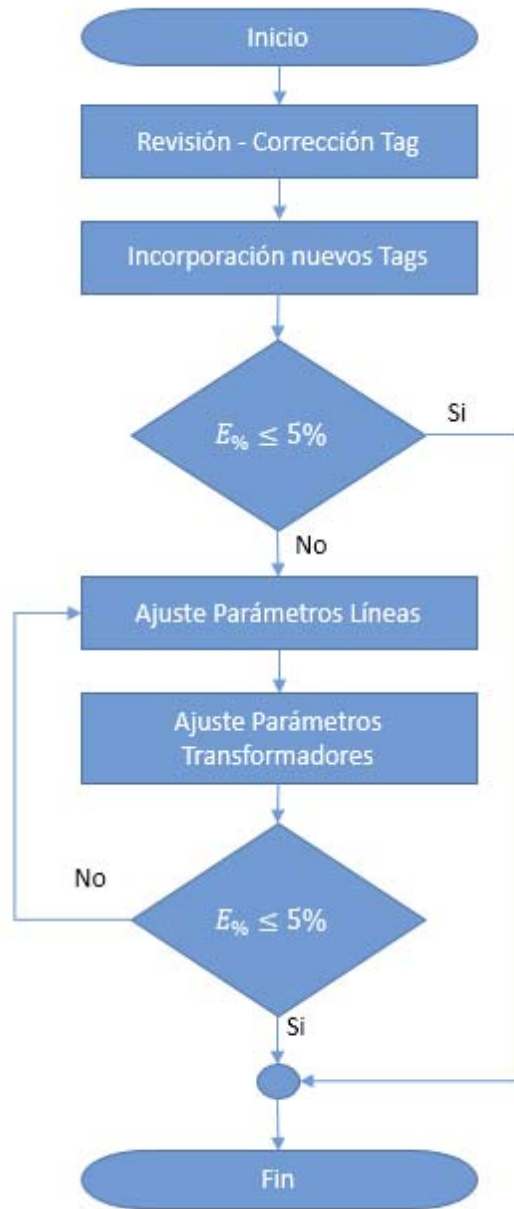 Inicio
Revisión - Corrección Tag
Incorporación nuevos Tags
E% ≤ 5%
Si
No
Ajuste Parámetros Líneas
Ajuste Parámetros
Transformadores
No
E% ≤ 5%
Si
Fin